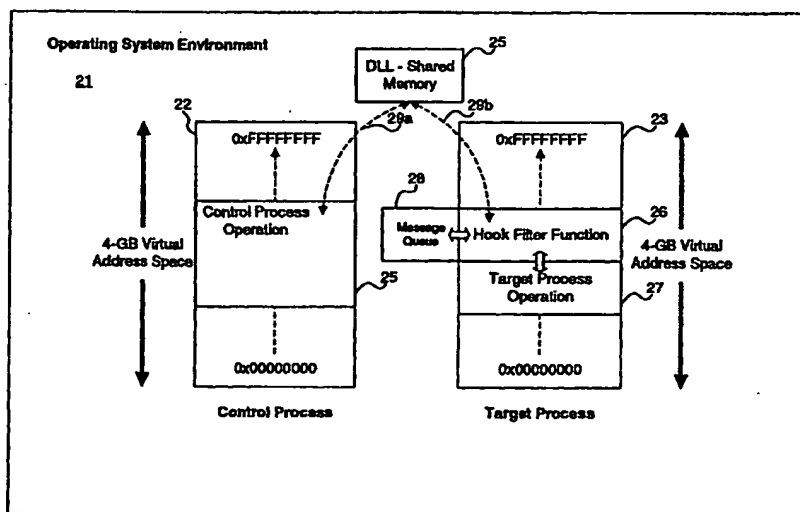 Operating System Environment
21
25
DLL - Shared
Memory
22
29a
29b
23
0xFFFFFFFF
0xFFFFFFFF
28
26
Control Process
Operation
Message
Queue
Hook Filter Function
4-GB Virtual
Address Space
4-GB Virtual
Address Space
25
Target Process
Operation
27
0x00000000
0x00000000
Control Process
Target Process